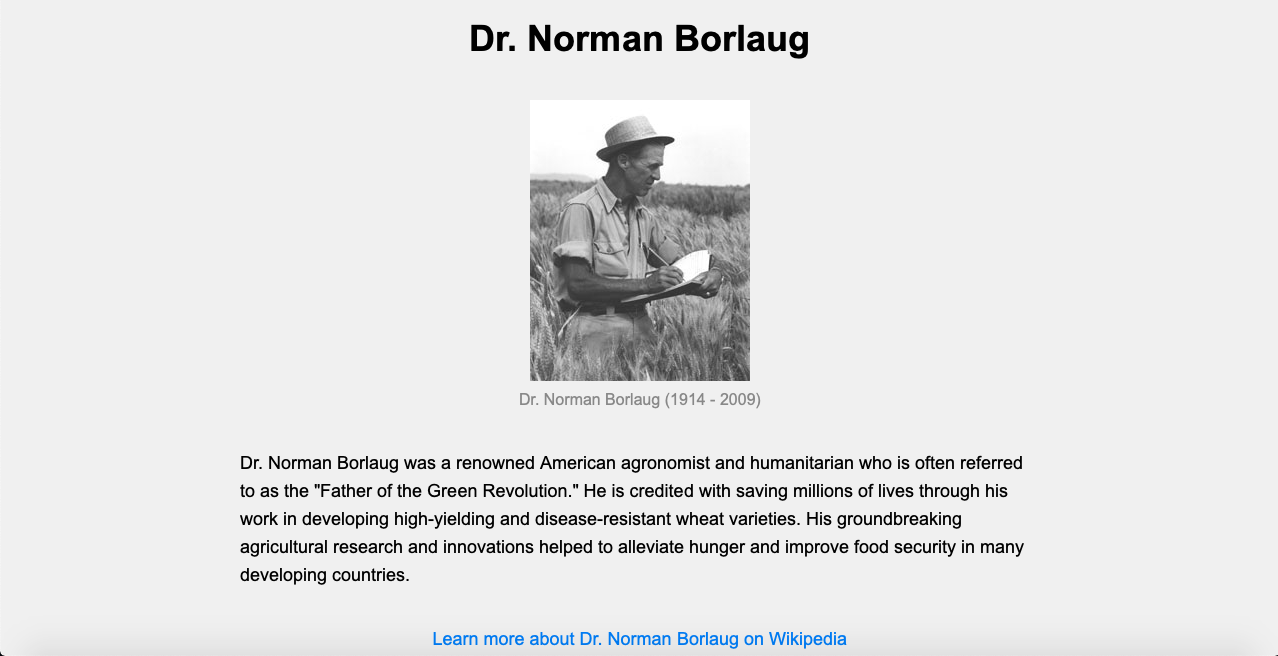 Dr. Norman Borlaug
Dr. Norman Borlaug (1914 - 2009)
Dr. Norman Borlaug was a renowned American agronomist and humanitarian who is often referred
to as the "Father of the Green Revolution." He is credited with saving millions of lives through his
work in developing high-yielding and disease-resistant wheat varieties. His groundbreaking
agricultural research and innovations helped to alleviate hunger and improve food security in many
developing countries.
Learn more about Dr. Norman Borlaug on Wikipedia